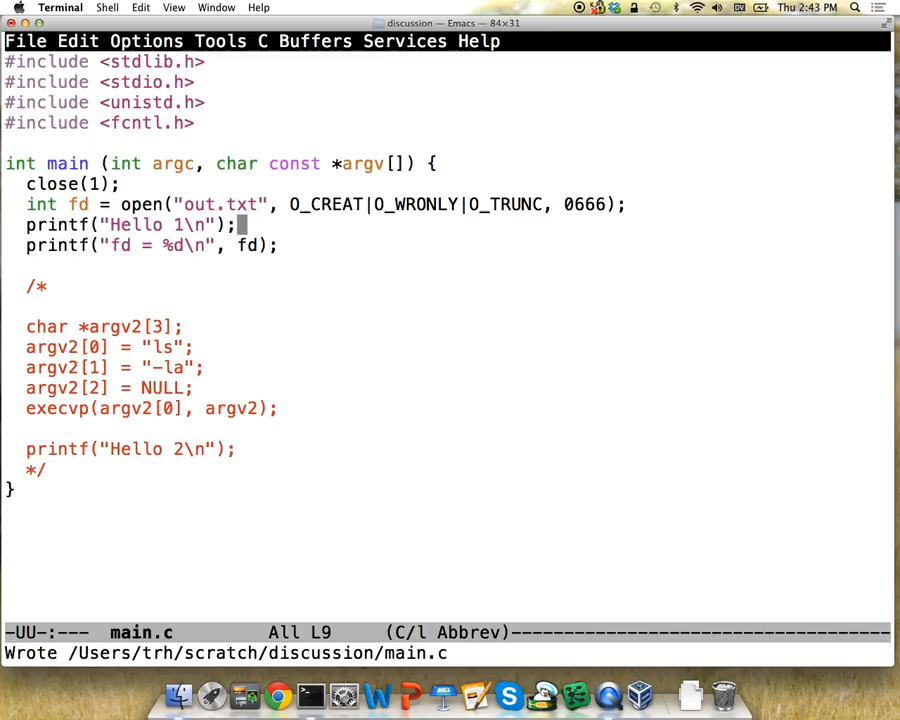 Terminal Shell Edit View Window Help Thu 2:43 PM
discussion — Emacs — 84×31
File Edit Options Tools C Buffers Services Help
#include <stdlib.h>
#include <stdio.h>
#include <unistd.h>
#include <fcntl.h>
int main (int argc, char const *argv[]) {
close(1);
int fd = open("out.txt", O_CREAT|O_WRONLY|O_TRUNC, 0666);
printf("Hello 1\n");
printf("fd = %d\n", fd);
/*
char *argv2[3];
argv2[0] = "ls";
argv2[1] = "-la";
argv2[2] = NULL;
execvp(argv2[0], argv2);
printf("Hello 2\n");
*/
}
-UU-:--- main.c All L9 (C/l Abbrev)------------------------------------
Wrote /Users/trh/scratch/discussion/main.c